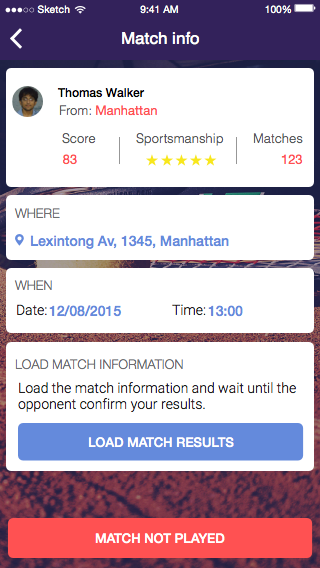 Sketch 9:41 AM 100%
Match info
Thomas Walker
From: Manhattan
Score Sportsmanship Matches
83 123
WHERE
Lexintong Av, 1345, Manhattan
WHEN
Date: 12/08/2015 Time: 13:00
LOAD MATCH INFORMATION
Load the match information and wait until the
opponent confirm your results.
LOAD MATCH RESULTS
MATCH NOT PLAYED